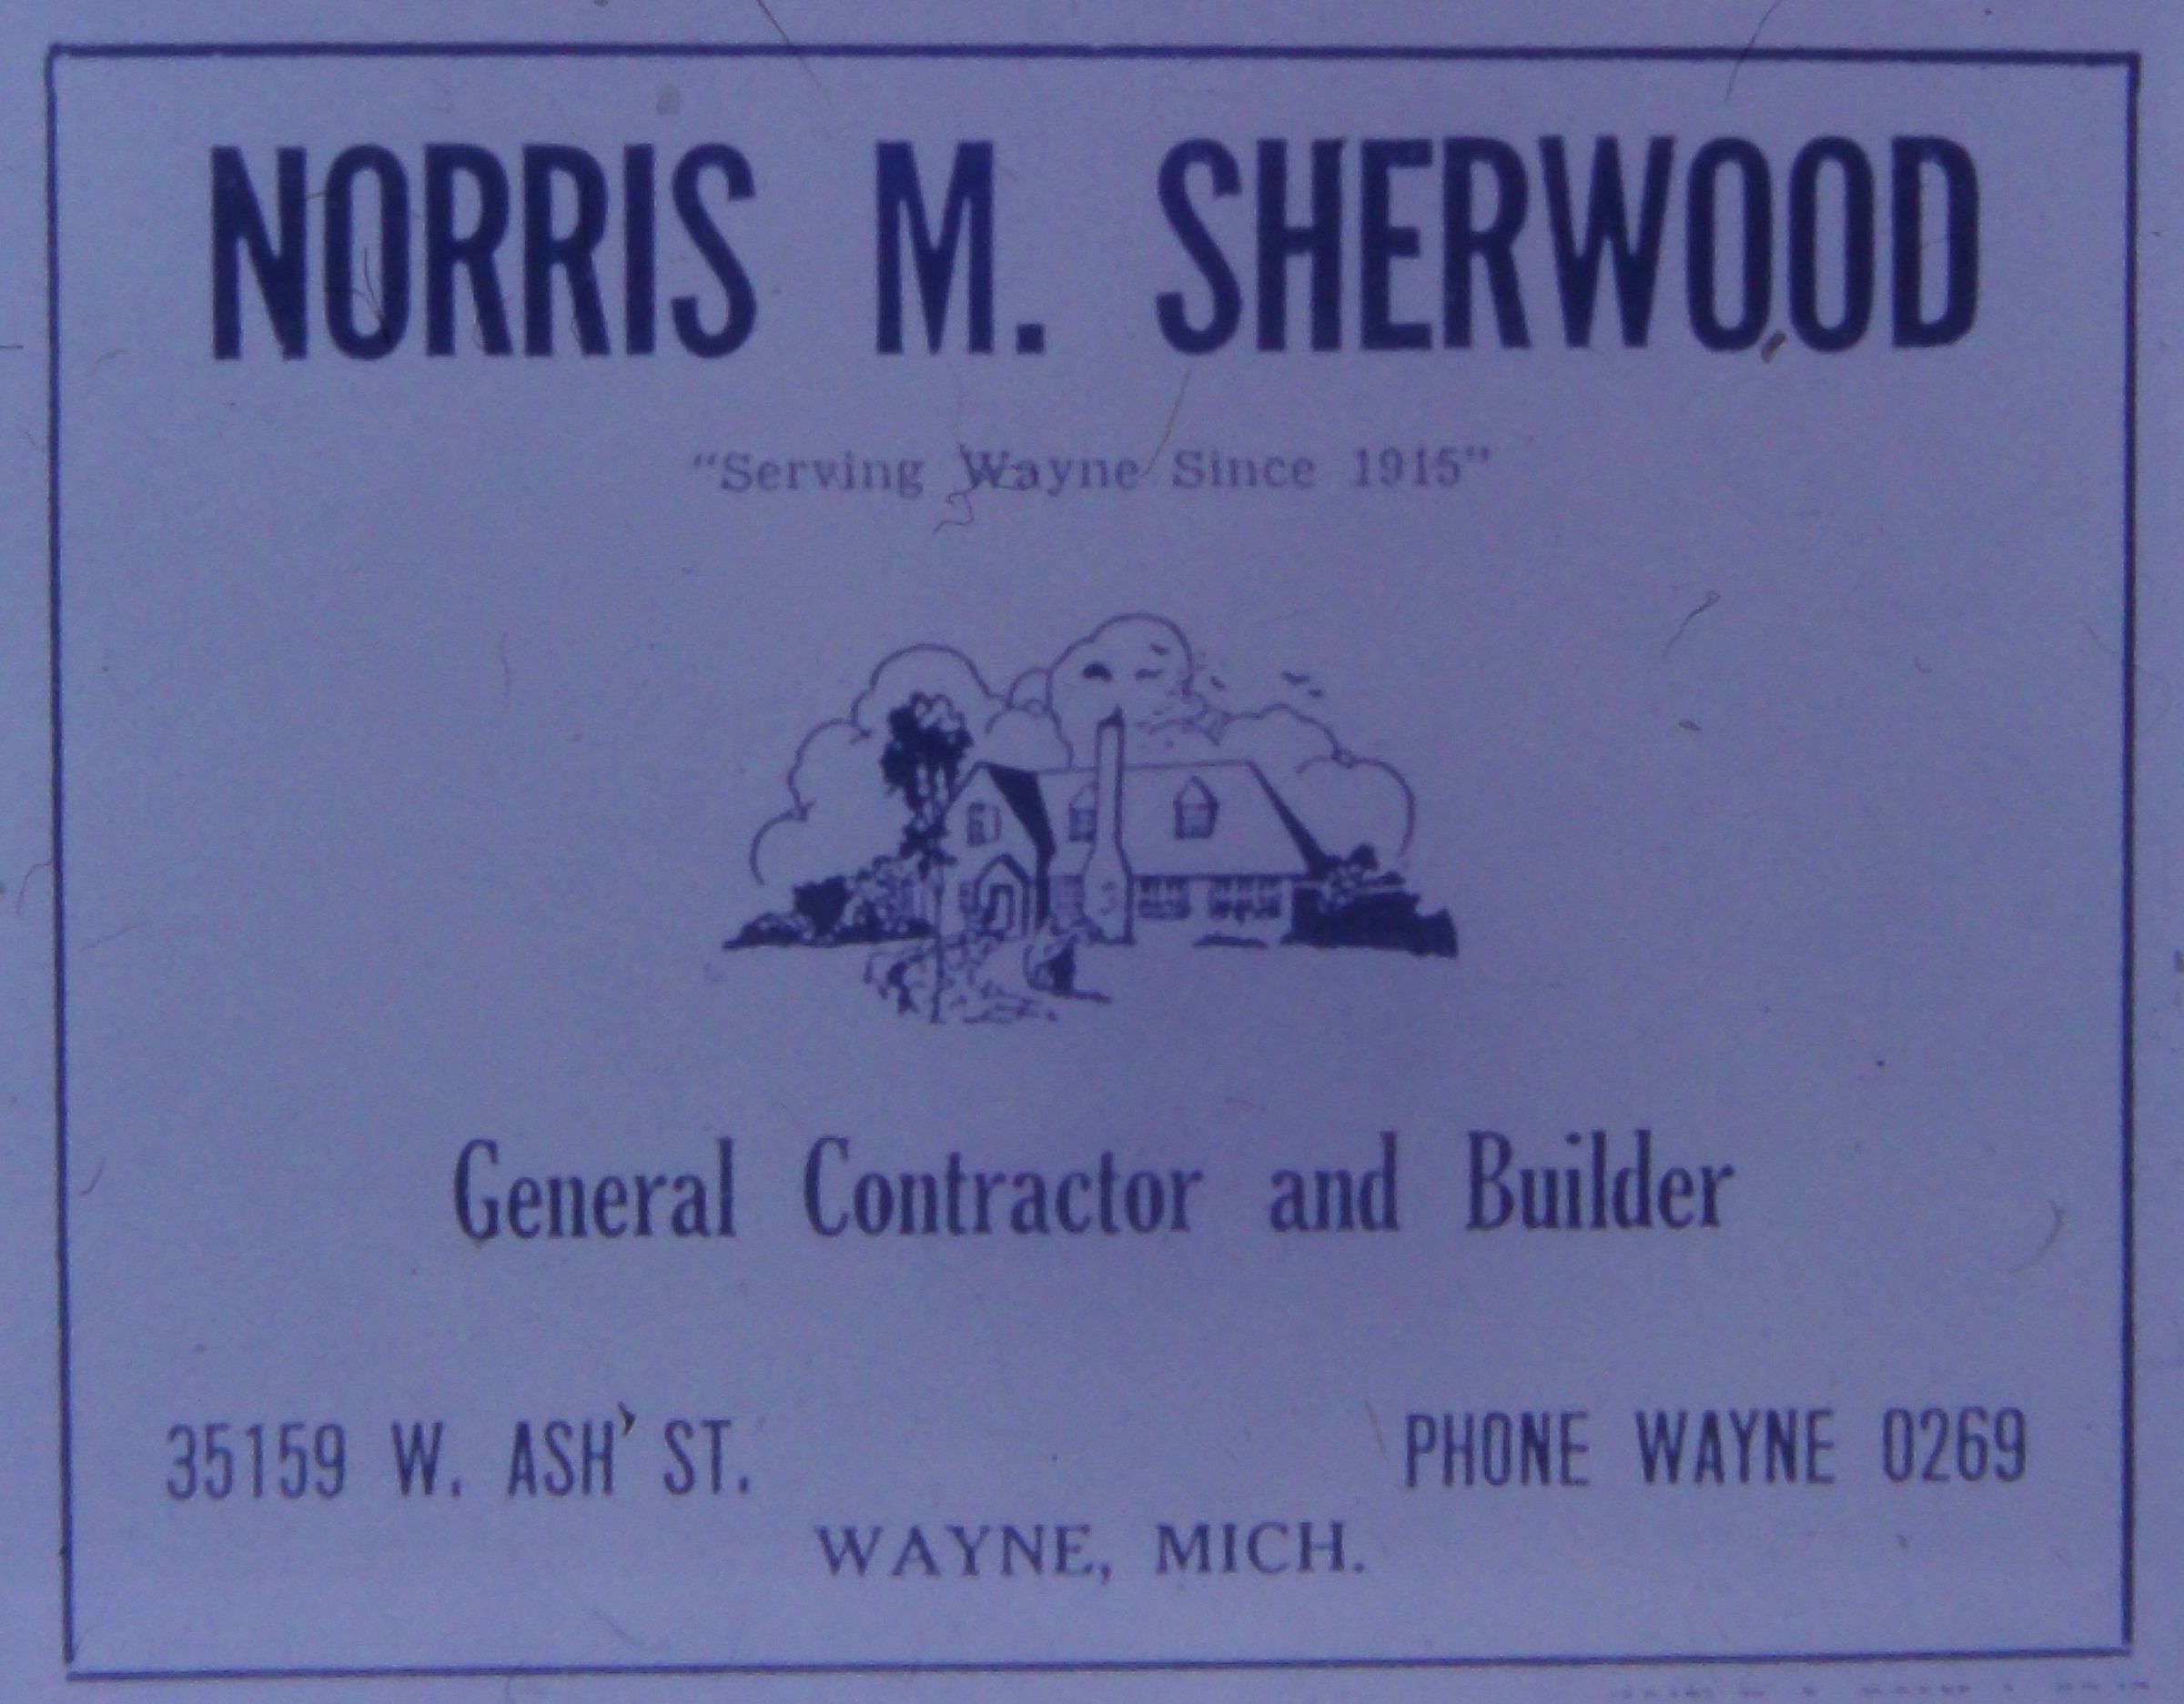 NORRIS M. SHERWOOD
"Serving Wayne Since 1915"
General Contractor and Builder
35159 W. ASH ST. PHONE WAYNE 0269
WAYNE, MICH.